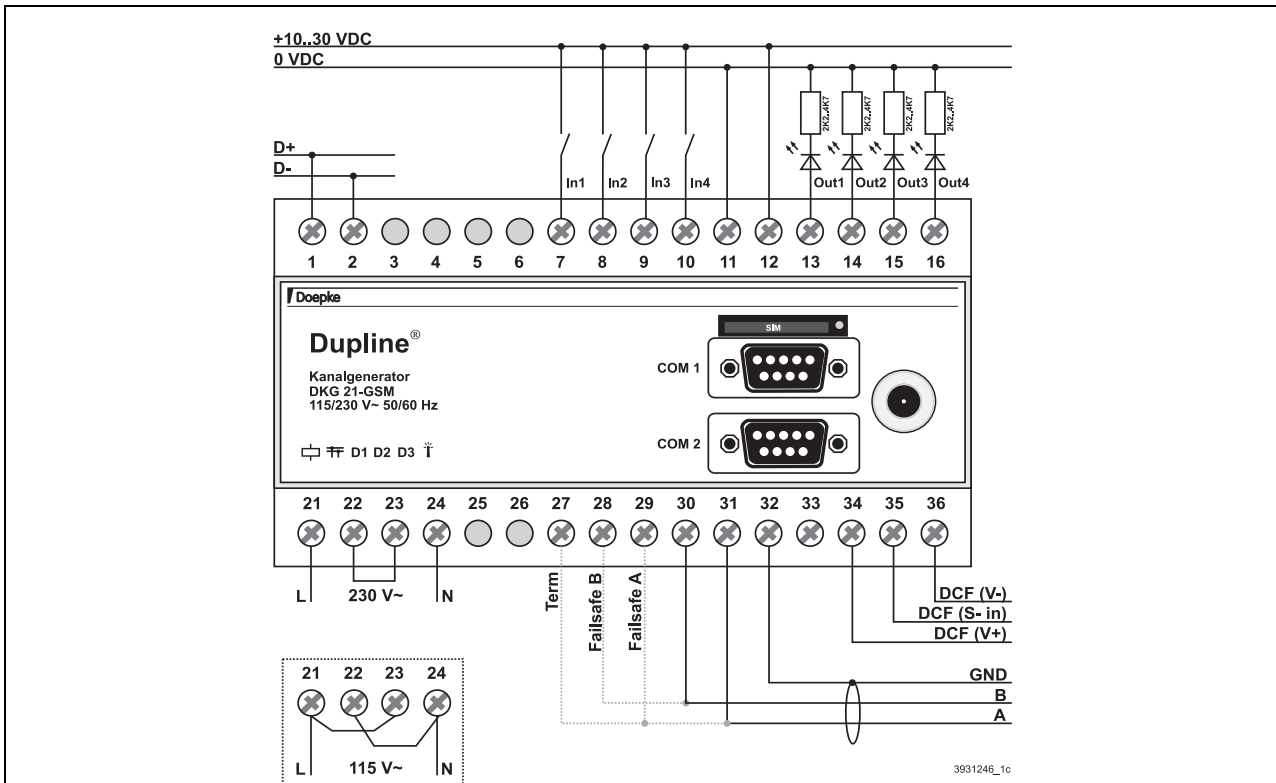 +10..30 VDC
0 VDC
D+
D-
2K2..4K7
2K2..4K7
2K2..4K7
2K2..4K7
In1
In2
In3
In4
Out1
Out2
Out3
Out4
1 2 3 4 5 6 7 8 9 10 11 12 13 14 15 16
Doepke
SIM
Dupline®
COM 1
Kanalgenerator
DKG 21-GSM
115/230 V~ 50/60 Hz
COM 2
D1 D2 D3
21 22 23 24 25 26 27 28 29 30 31 32 33 34 35 36
L 230 V~ N
Term
Failsafe B
Failsafe A
DCF (V-)
DCF (S- in)
DCF (V+)
21 22 23 24
GND
B
A
L 115 V~ N
3931246_1c